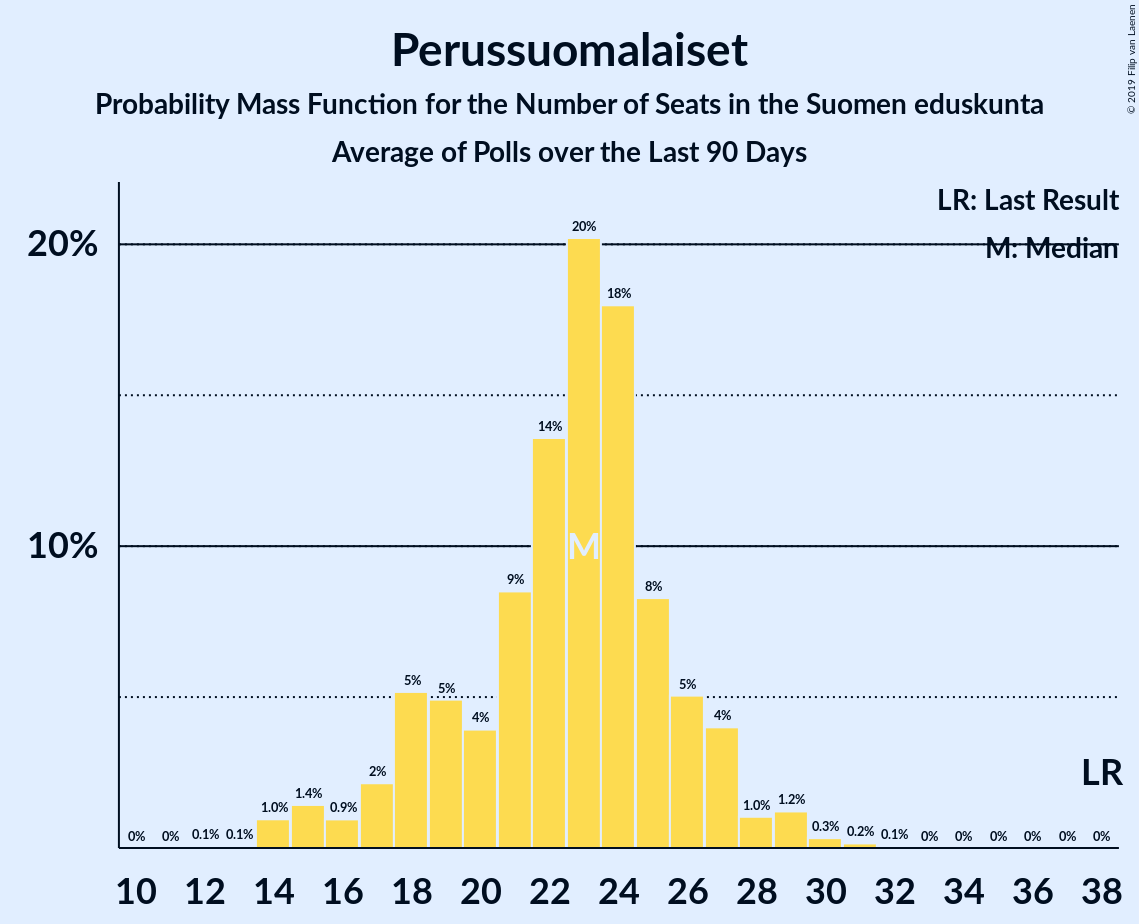 Perussuomalaiset
Probability Mass Function for the Number of Seats in the Suomen eduskunta
Average of Polls over the Last 90 Days
© 2019 Filip van Laenen
LR: Last Result
M: Median
20%
10%
0% 0% 0.1% 0.1% 1.0% 1.4% 0.9% 2% 5% 5% 4% 9% 14% 20% 18% 8% 5% 4% 1.0% 1.2% 0.3% 0.2% 0.1% 0% 0% 0% 0% 0% 0%
M
LR
10 12 14 16 18 20 22 24 26 28 30 32 34 36 38